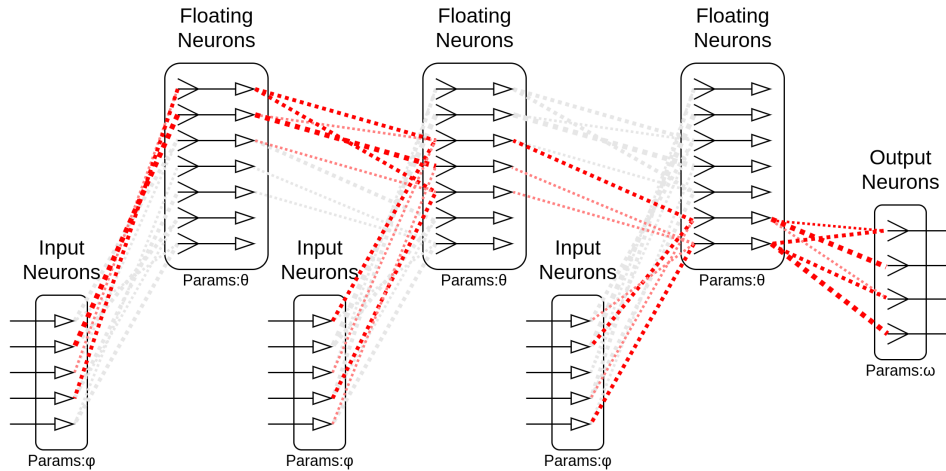 Floating
Neurons
Floating
Neurons
Floating
Neurons
Output
Neurons
Input
Neurons
Input
Neurons
Input
Neurons
Params:θ
Params:θ
Params:θ
Params:ω
Params:φ
Params:φ
Params:φ